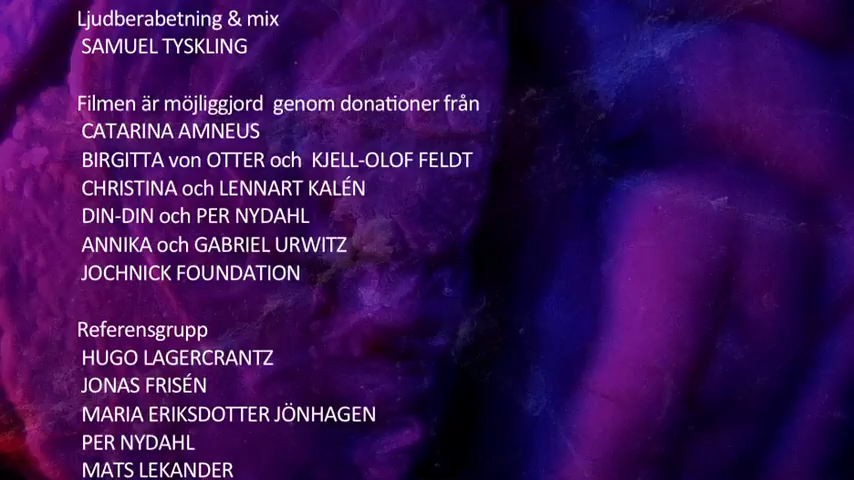 Ljudberabetning & mix
SAMUEL TYSKLING
Filmen är möjliggjord genom donationer från
CATARINA AMNEUS
BIRGITTA von OTTER och KJELL-OLOF FELDT
CHRISTINA och LENNART KALÉN
DIN-DIN och PER NYDAHL
ANNIKA och GABRIEL URWITZ
JOCHNICK FOUNDATION
Referensgrupp
HUGO LAGERCRANTZ
JONAS FRISÉN
MARIA ERIKSDOTTER JÖNHAGEN
PER NYDAHL
MATS LEKANDER